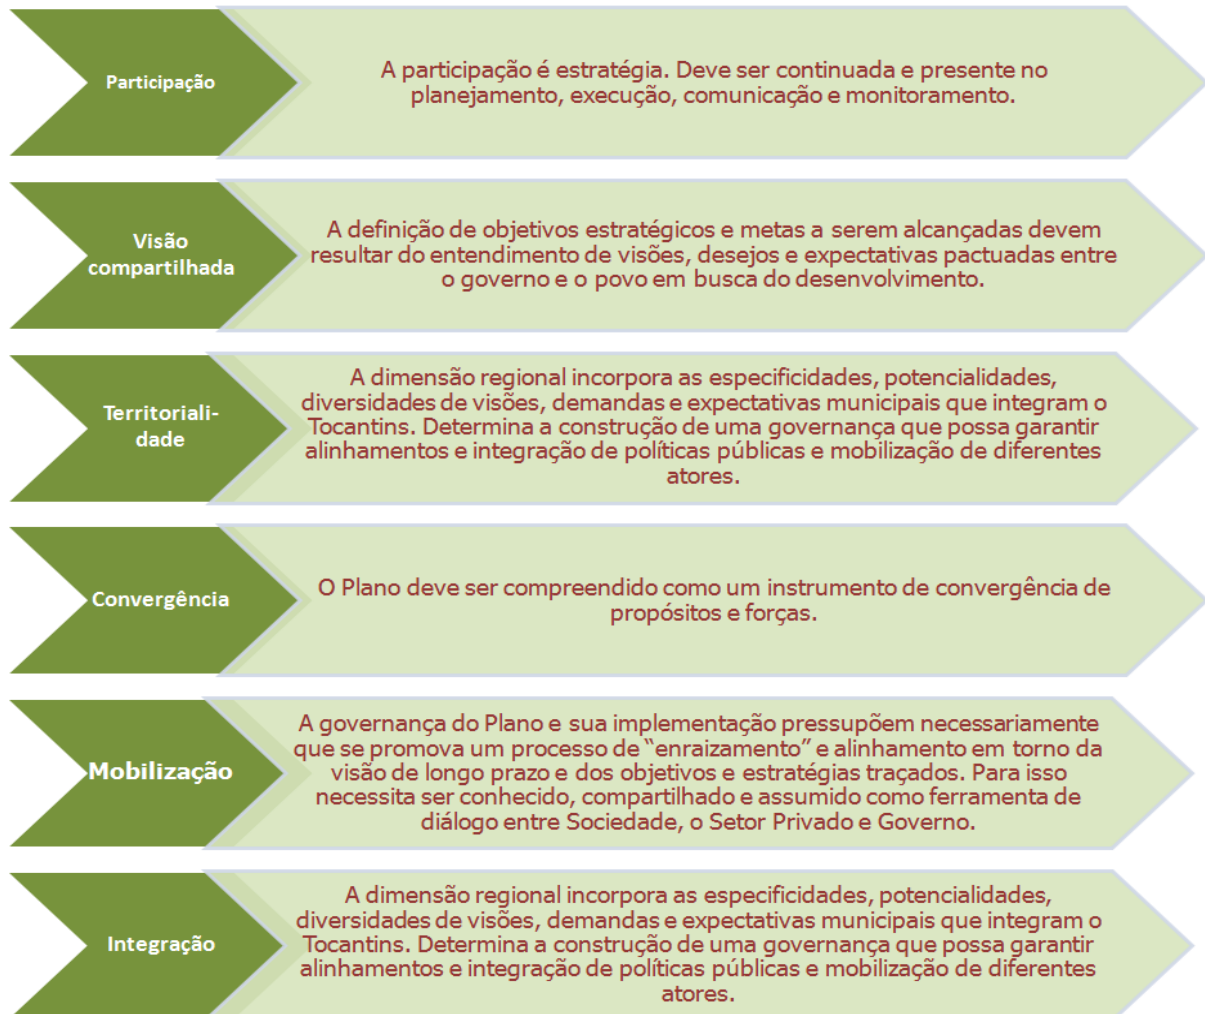 Participação
A participação é estratégia. Deve ser continuada e presente no
planejamento, execução, comunicação e monitoramento.
Visão
compartilhada
A definição de objetivos estratégicos e metas a serem alcançadas devem
resultar do entendimento de visões, desejos e expectativas pactuadas entre
o governo e o povo em busca do desenvolvimento.
Territoriali-
dade
A dimensão regional incorpora as especificidades, potencialidades,
diversidades de visões, demandas e expectativas municipais que integram o
Tocantins. Determina a construção de uma governança que possa garantir
alinhamentos e integração de políticas públicas e mobilização de diferentes
atores.
Convergência
O Plano deve ser compreendido como um instrumento de convergência de
propósitos e forças.
Mobilização
A governança do Plano e sua implementação pressupõem necessariamente
que se promova um processo de “enraizamento” e alinhamento em torno da
visão de longo prazo e dos objetivos e estratégias traçados. Para isso
necessita ser conhecido, compartilhado e assumido como ferramenta de
diálogo entre Sociedade, o Setor Privado e Governo.
Integração
A dimensão regional incorpora as especificidades, potencialidades,
diversidades de visões, demandas e expectativas municipais que integram o
Tocantins. Determina a construção de uma governança que possa garantir
alinhamentos e integração de políticas públicas e mobilização de diferentes
atores.